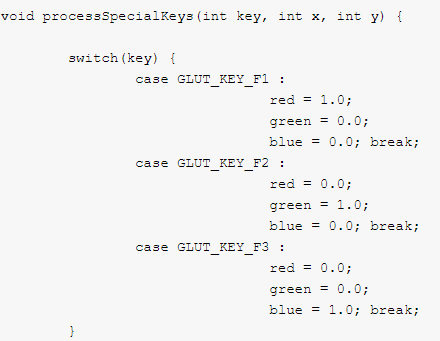 void processSpecialKeys(int key, int x, int y) {
switch(key) {
case GLUT_KEY_F1 :
red = 1.0;
green = 0.0;
blue = 0.0; break;
case GLUT_KEY_F2 :
red = 0.0;
green = 1.0;
blue = 0.0; break;
case GLUT_KEY_F3 :
red = 0.0;
green = 0.0;
blue = 1.0; break;
}